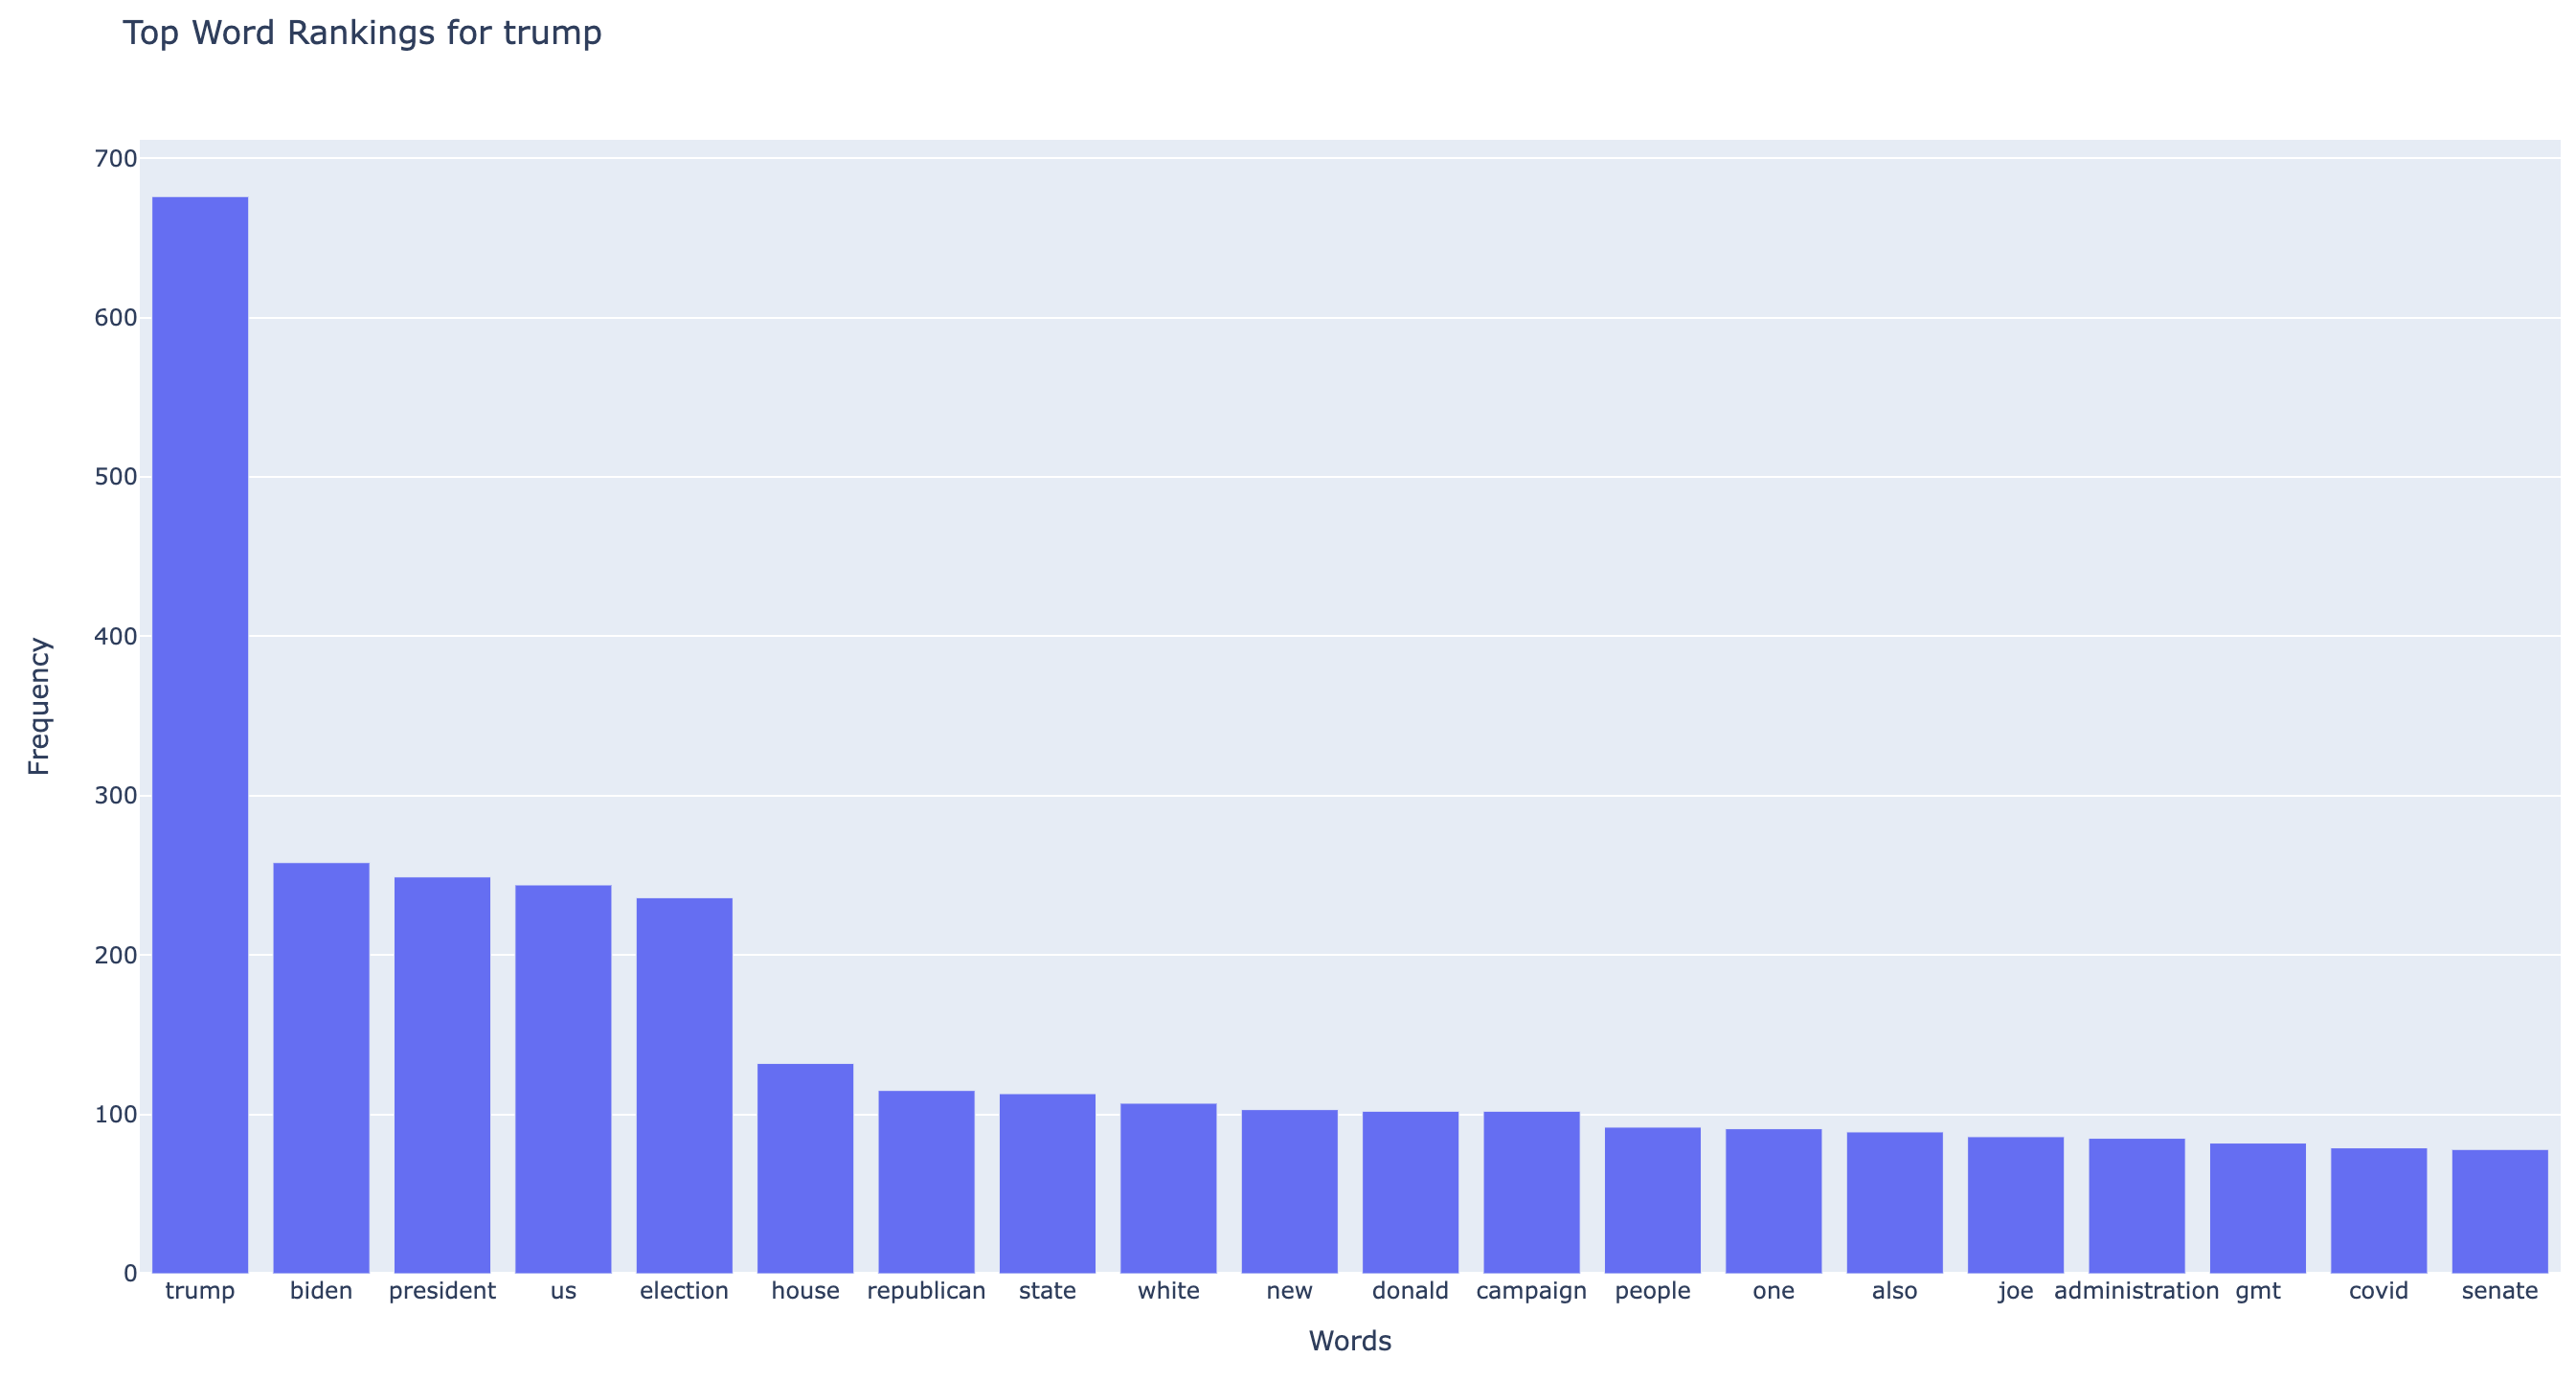 Top Word Rankings for trump
700
600
500
400
300
200
100
0
Frequency
trump biden president us election house republican state white new donald campaign people one also joe administration gmt covid senate
Words